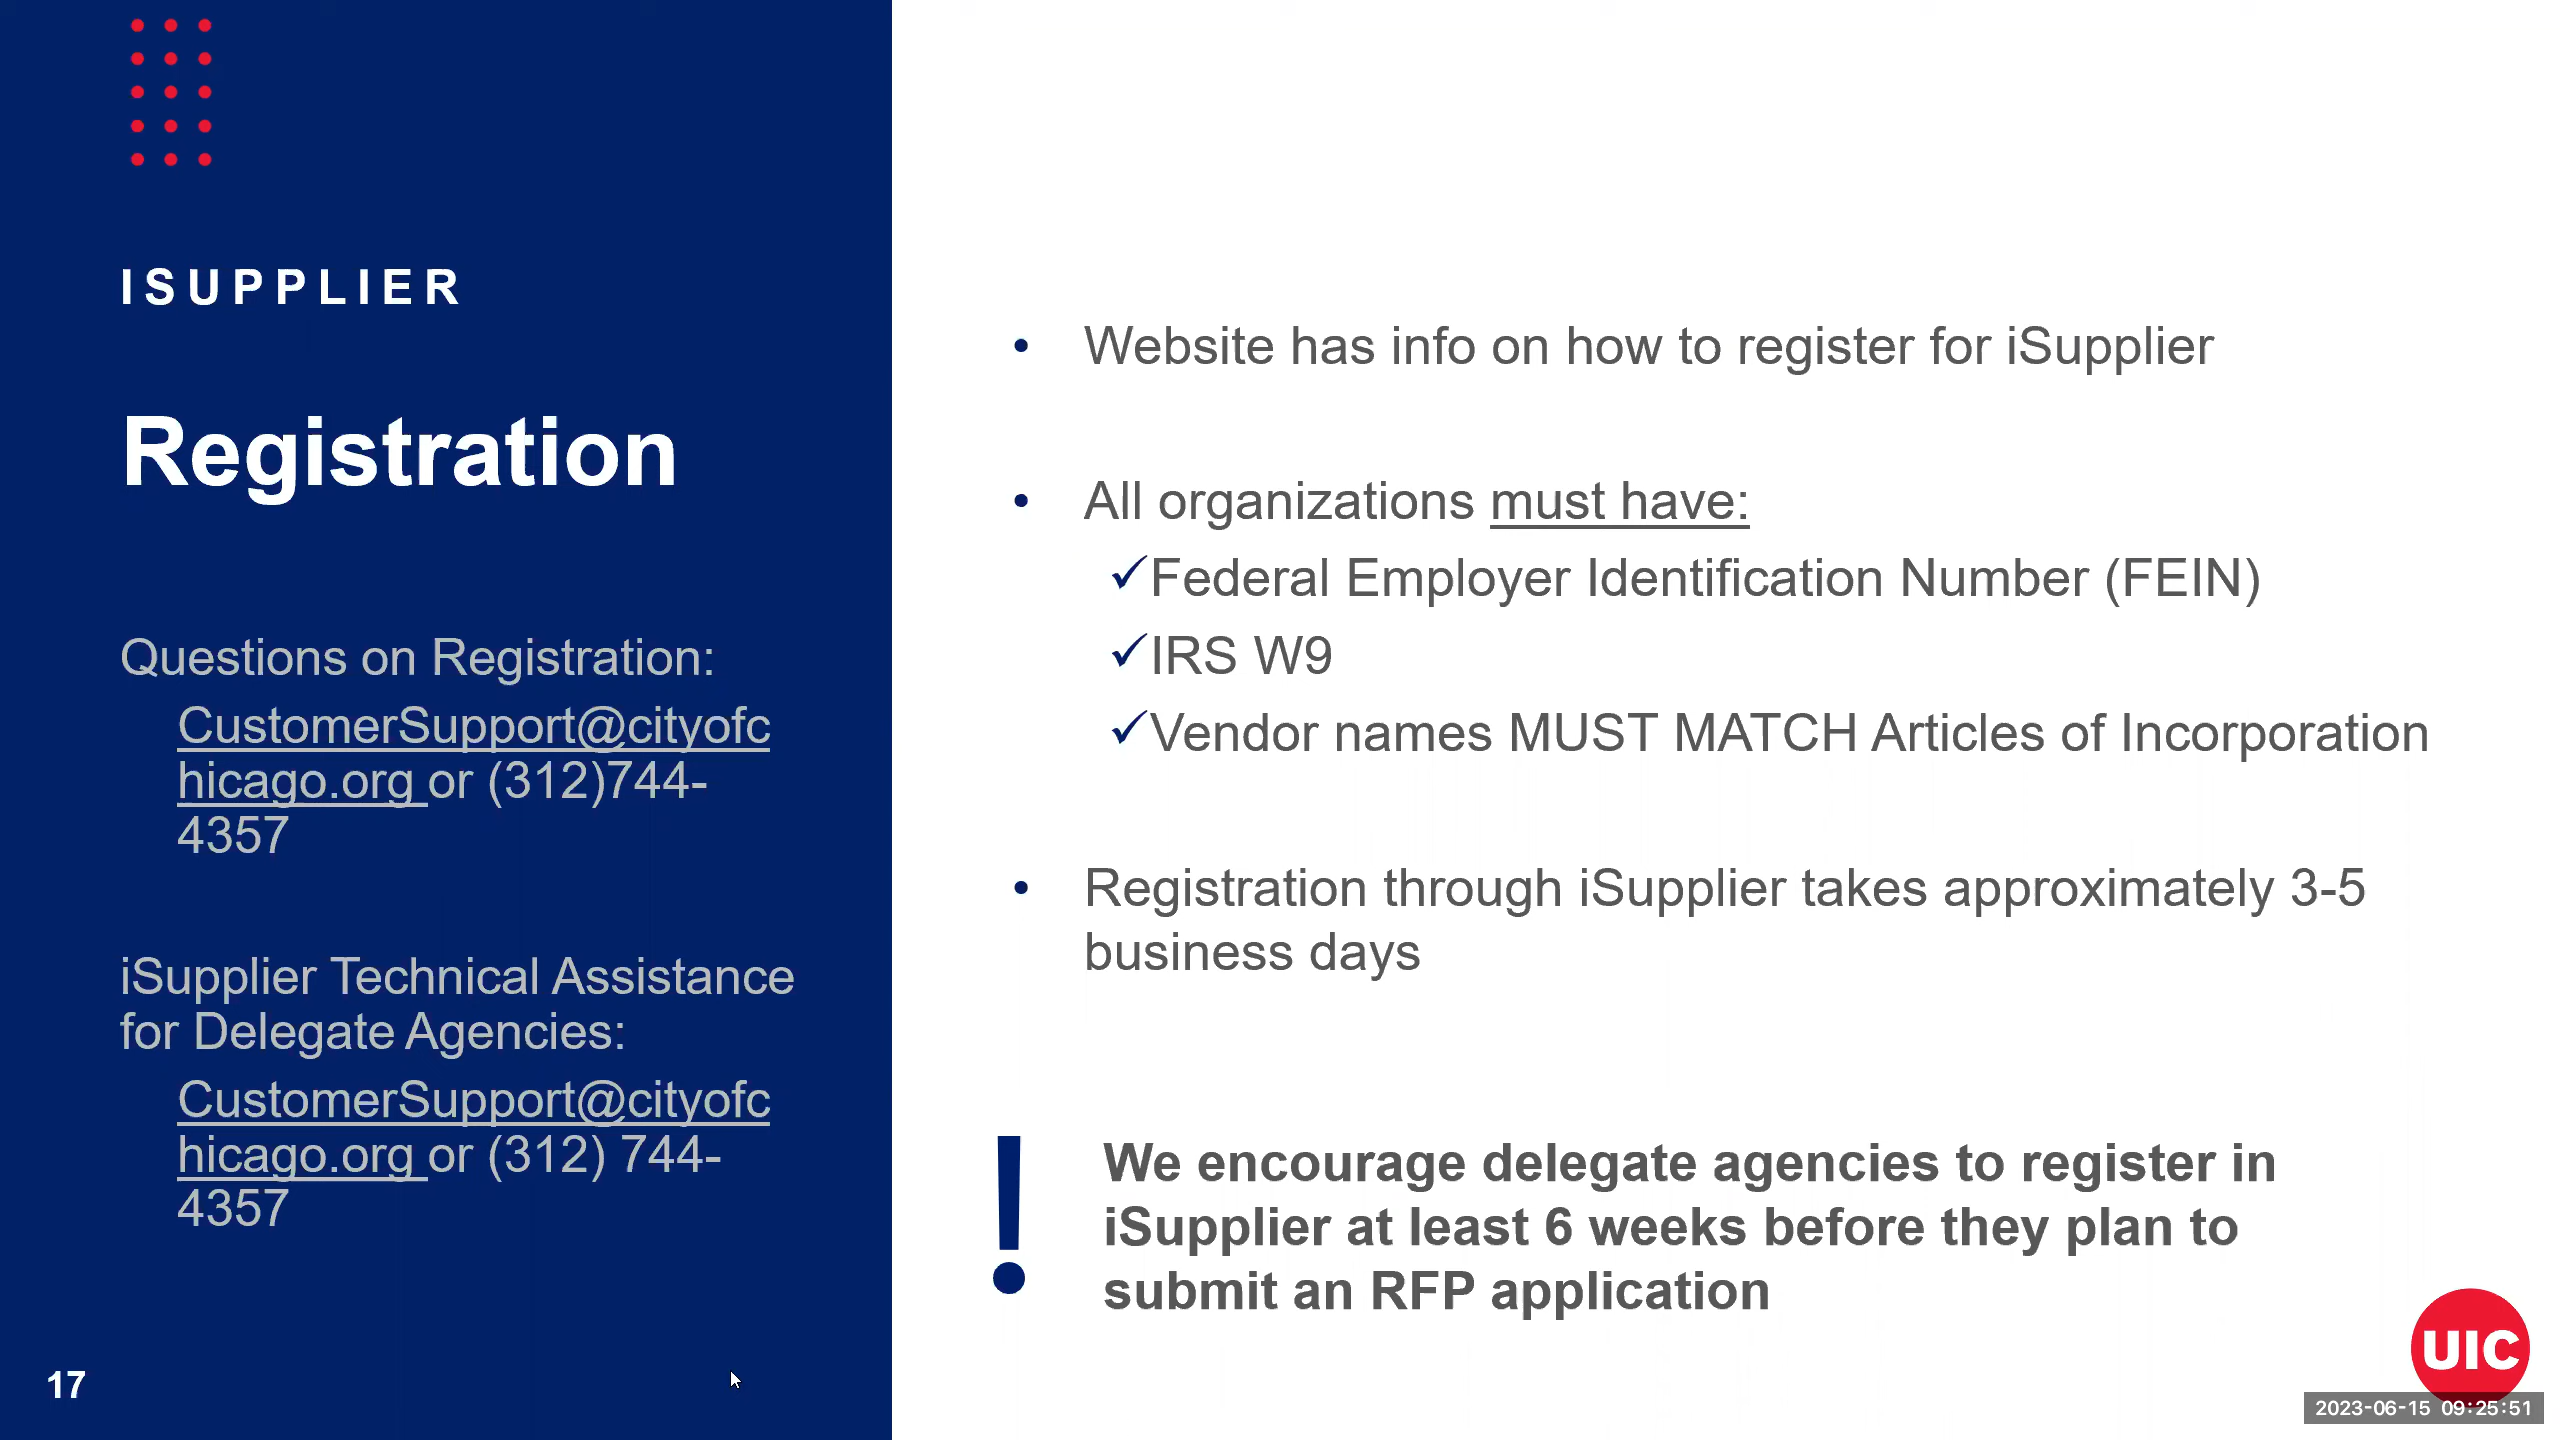 ISUPPLIER
Registration
Questions on Registration:
CustomerSupport@cityofc
hicago.org or (312)744-
4357
iSupplier Technical Assistance
for Delegate Agencies:
CustomerSupport@cityofc
hicago.org or (312) 744-
4357
17
• Website has info on how to register for iSupplier
• All organizations must have:
✓Federal Employer Identification Number (FEIN)
✓IRS W9
✓Vendor names MUST MATCH Articles of Incorporation
• Registration through iSupplier takes approximately 3-5
business days
! We encourage delegate agencies to register in
iSupplier at least 6 weeks before they plan to
submit an RFP application
UIC
2023-06-15 09:25:51